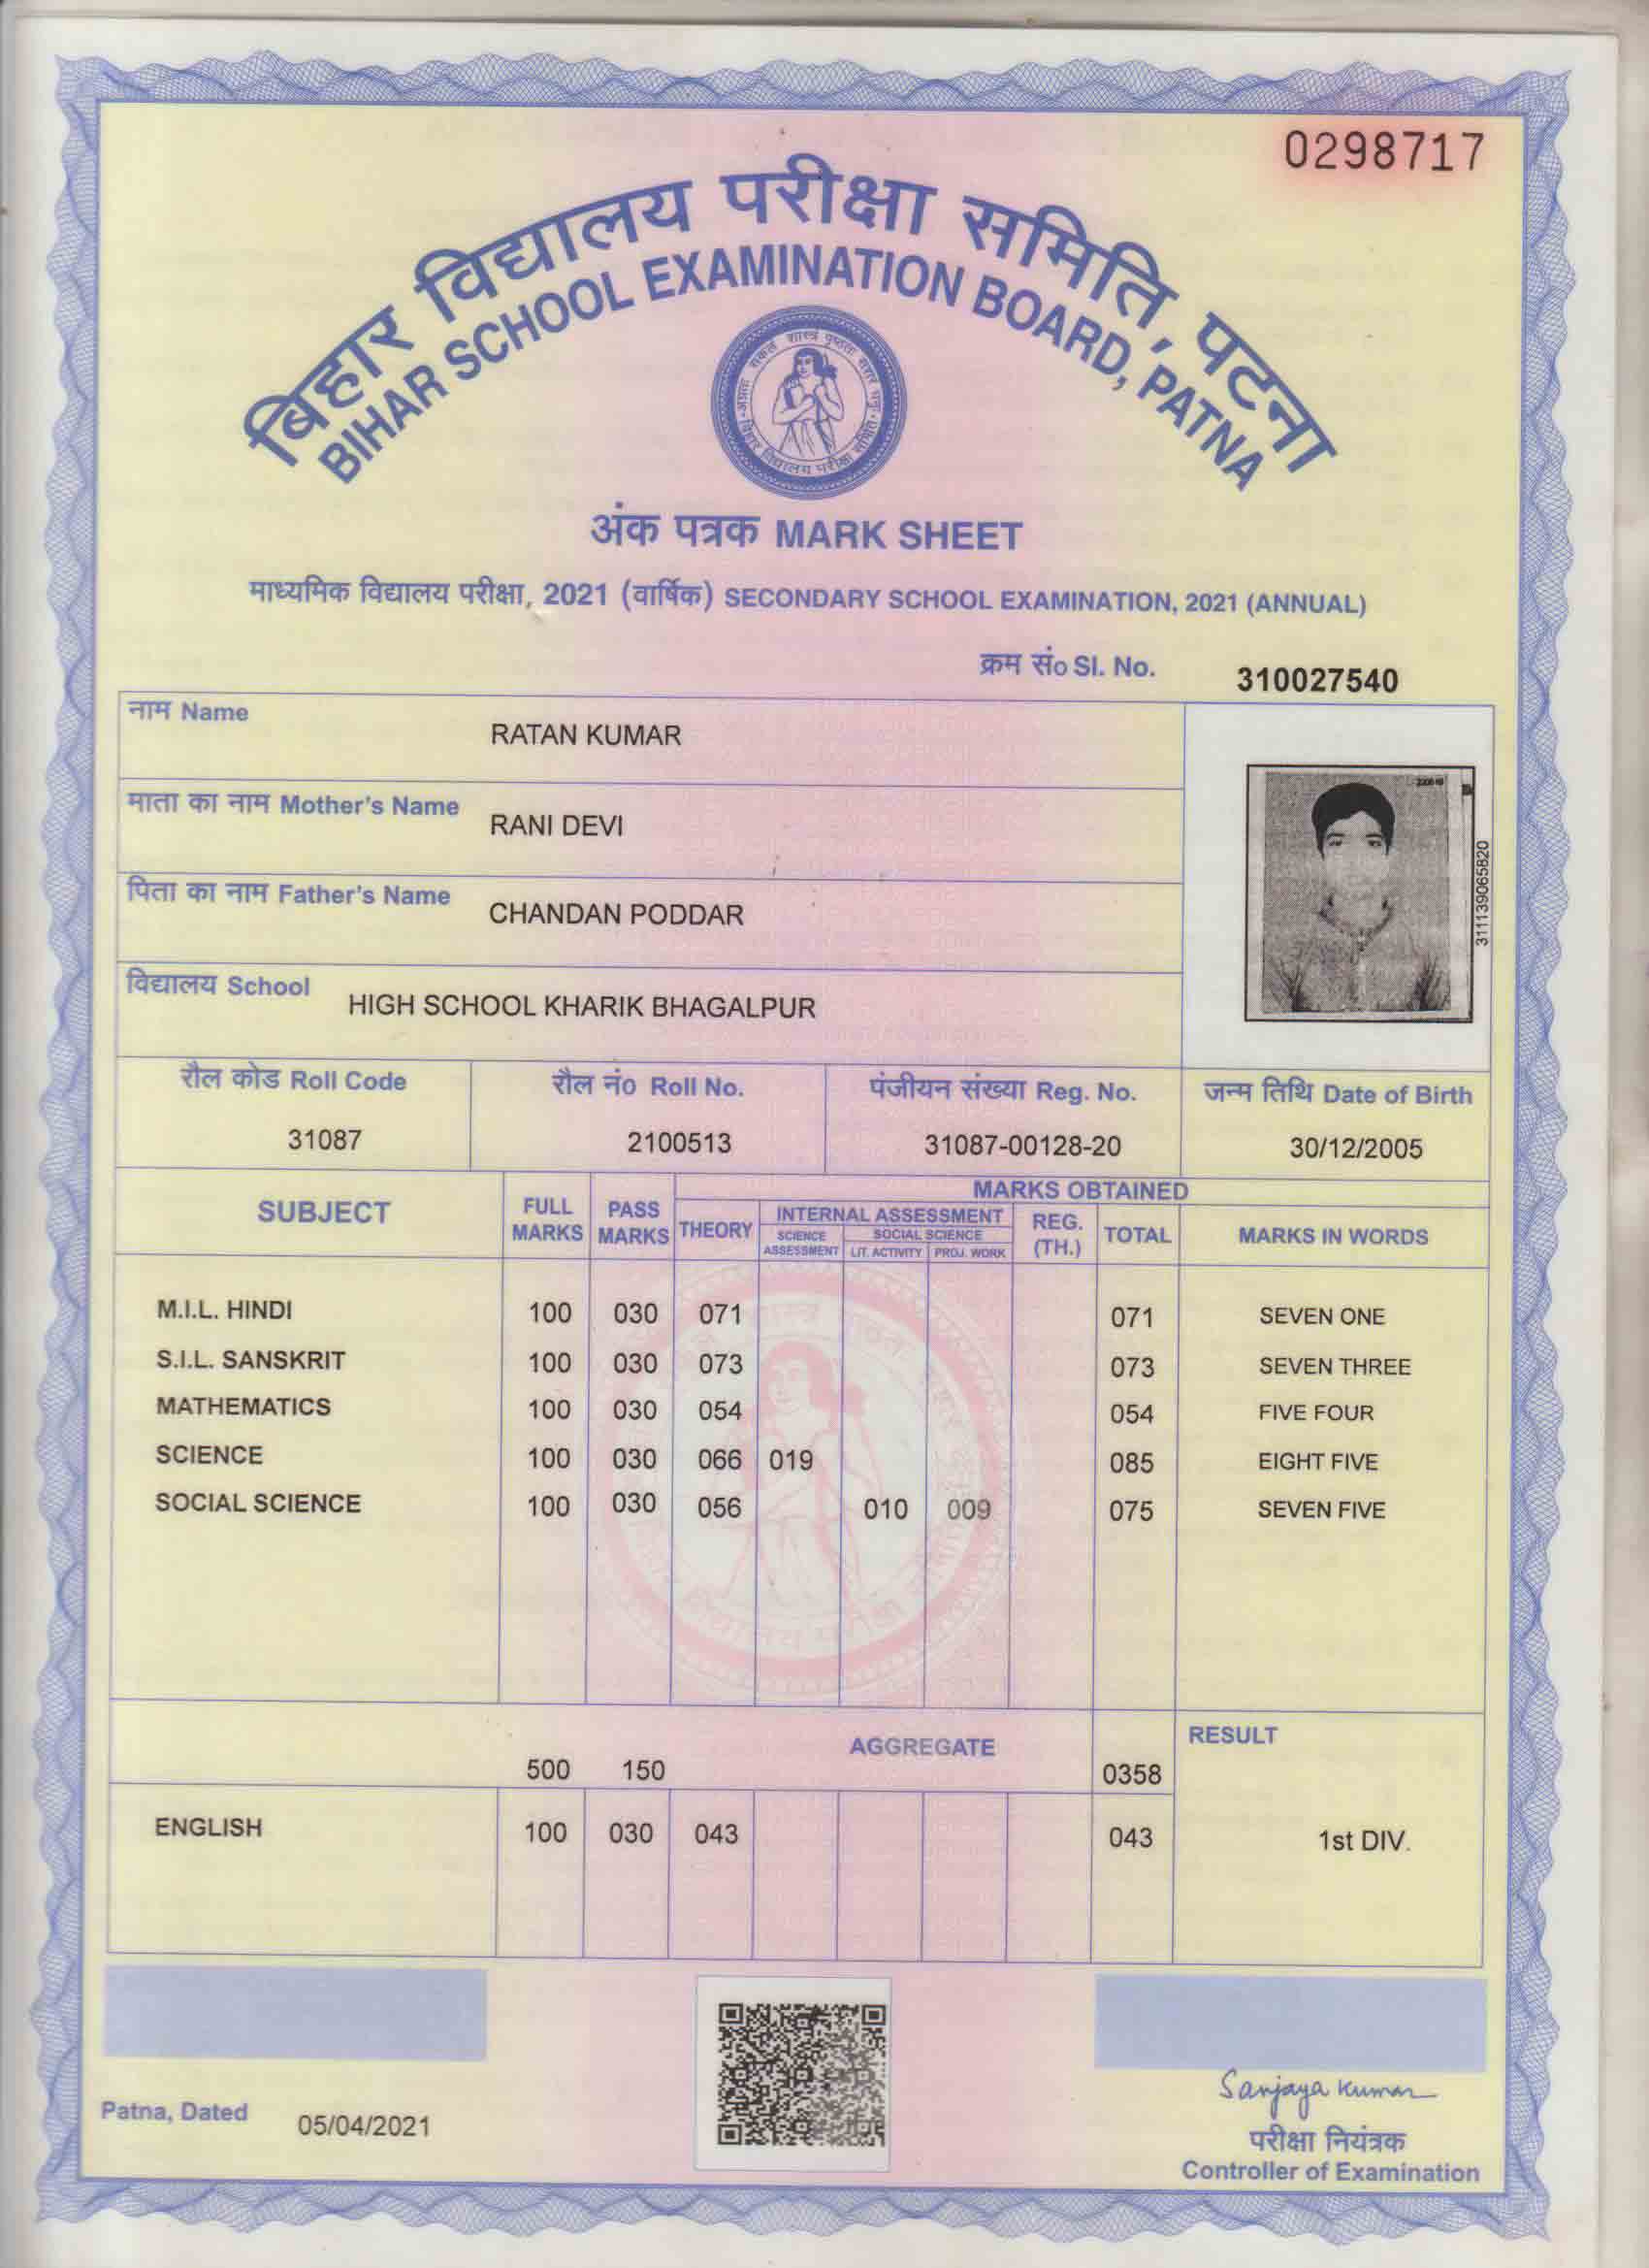 0298717
बिहार विद्यालय परीक्षा समिति, पटना
BIHAR SCHOOL EXAMINATION BOARD, PATNA
अंक पत्रक MARK SHEET
माध्यमिक विद्यालय परीक्षा, 2021 (वार्षिक) SECONDARY SCHOOL EXAMINATION, 2021 (ANNUAL)
क्रम सं० Sl. No. 310027540
नाम Name RATAN KUMAR
माता का नाम Mother's Name RANI DEVI
पिता का नाम Father's Name CHANDAN PODDAR
311139065820
विद्यालय School HIGH SCHOOL KHARIK BHAGALPUR
रौल कोड Roll Code रौल नं० Roll No. पंजीयन संख्या Reg. No. जन्म तिथि Date of Birth
31087 2100513 31087-00128-20 30/12/2005
SUBJECT FULL MARKS PASS MARKS MARKS OBTAINED
THEORY INTERNAL ASSESSMENT REG. (TH.) TOTAL MARKS IN WORDS
SCIENCE ASSESSMENT SOCIAL SCIENCE
LIT. ACTIVITY PROJ. WORK
M.I.L. HINDI 100 030 071 071 SEVEN ONE
S.I.L. SANSKRIT 100 030 073 073 SEVEN THREE
MATHEMATICS 100 030 054 054 FIVE FOUR
SCIENCE 100 030 066 019 085 EIGHT FIVE
SOCIAL SCIENCE 100 030 056 010 009 075 SEVEN FIVE
AGGREGATE RESULT
500 150 0358
ENGLISH 100 030 043 043 1st DIV.
Sanjaya Kumar
Patna, Dated 05/04/2021
परीक्षा नियंत्रक
Controller of Examination